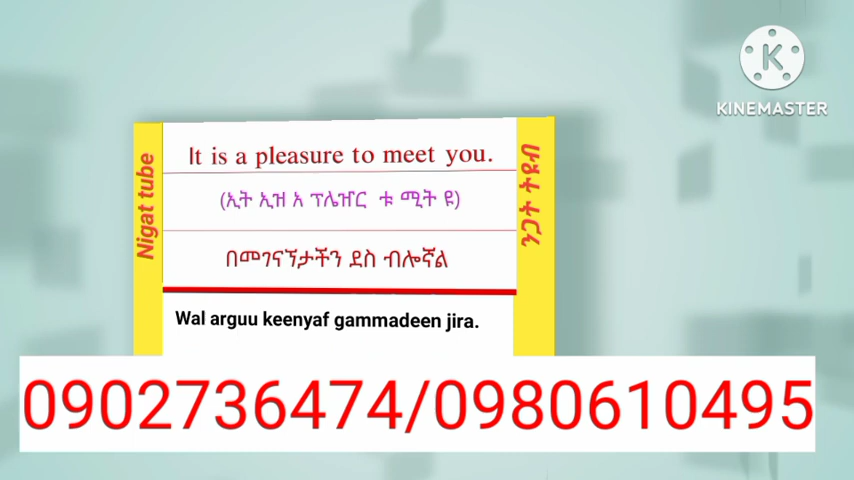 KINEMASTER
It is a pleasure to meet you.
(ኢት ኢዝ አ ፕሌዠር ቱ ሚት ዩ)
በመገናኘታችን ደስ ብሎኛል
Wal arguu keenyaf gammadeen jira.
Nigat tube
ንጋት ትዩብ
0902736474/0980610495